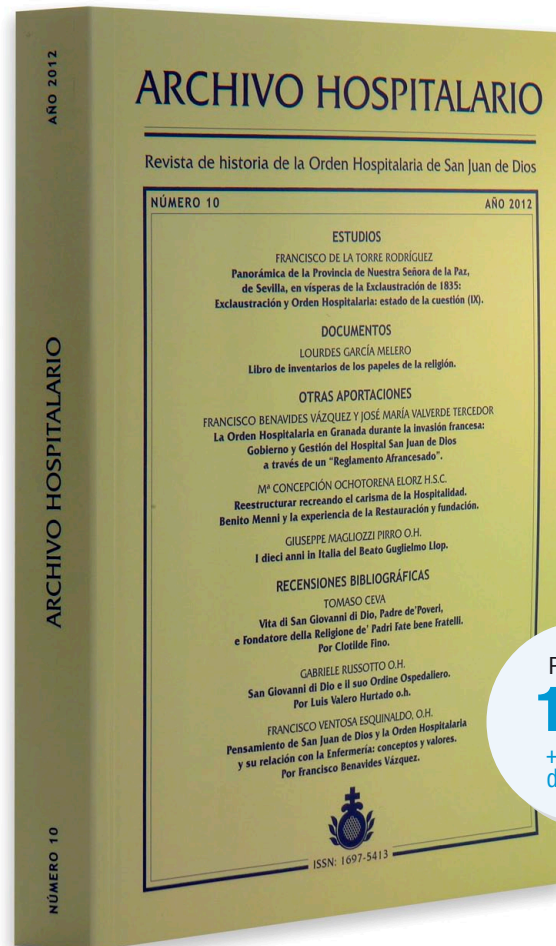 AÑO 2012
ARCHIVO HOSPITALARIO
NÚMERO 10
ARCHIVO HOSPITALARIO
Revista de historia de la Orden Hospitalaria de San Juan de Dios
NÚMERO 10 AÑO 2012
ESTUDIOS
FRANCISCO DE LA TORRE RODRÍGUEZ
Panorámica de la Provincia de Nuestra Señora de la Paz,
de Sevilla, en vísperas de la Exclaustración de 1835:
Exclaustración y Orden Hospitalaria: estado de la cuestión (IX).
DOCUMENTOS
LOURDES GARCÍA MELERO
Libro de inventarios de los papeles de la religión.
OTRAS APORTACIONES
FRANCISCO BENAVIDES VÁZQUEZ Y JOSÉ MARÍA VALVERDE TERCEDOR
La Orden Hospitalaria en Granada durante la invasión francesa:
Gobierno y Gestión del Hospital San Juan de Dios
a través de un "Reglamento Afrancesado".
Mª CONCEPCIÓN OCHOTORENA ELORZ H.S.C.
Reestructurar recreando el carisma de la Hospitalidad.
Benito Menni y la experiencia de la Restauración y fundación.
GIUSEPPE MAGLIOZZI PIRRO O.H.
I dieci anni in Italia del Beato Guglielmo Llop.
RECENSIONES BIBLIOGRÁFICAS
TOMASO CEVA
Vita di San Giovanni di Dio, Padre de'Poveri,
e Fondatore della Religione de' Padri Fate bene Fratelli.
Por Clotilde Fino.
GABRIELE RUSSOTTO O.H.
San Giovanni di Dio e il suo Ordine Ospedaliero.
Por Luis Valero Hurtado o.h.
FRANCISCO VENTOSA ESQUINALDO, O.H.
Pensamiento de San Juan de Dios y la Orden Hospitalaria
y su relación con la Enfermería: conceptos y valores.
Por Francisco Benavides Vázquez.
ISSN: 1697-5413